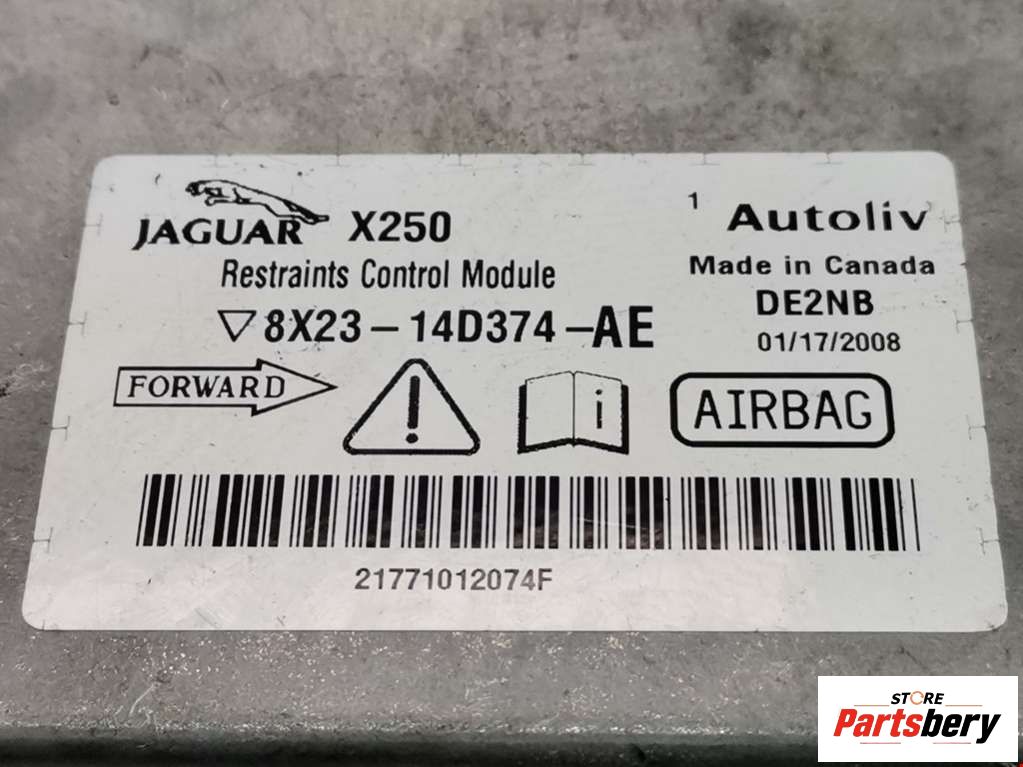 JAGUAR X250
Restraints Control Module
8X23-14D374-AE
1 Autoliv
Made in Canada
DE2NB
01/17/2008
FORWARD
i
AIRBAG
21771012074F
STORE
Partsbery